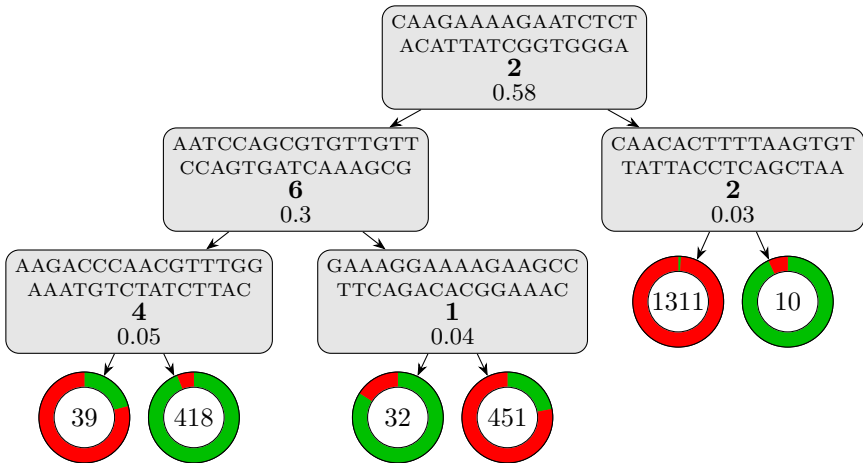 CAAGAAAAGAATCTCT
ACATTATCGGTGGGA
2
0.58
AATCCAGCGTGTTGTT
CCAGTGATCAAAGCG
6
0.3
CAACACTTTTAAGTGT
TATTACCTCAGCTAA
2
0.03
AAGACCCAACGTTTGG
AAATGTCTATCTTAC
4
0.05
GAAAGGAAAAGAAGCC
TTCAGACACGGAAAC
1
0.04
1311
10
39
418
32
451